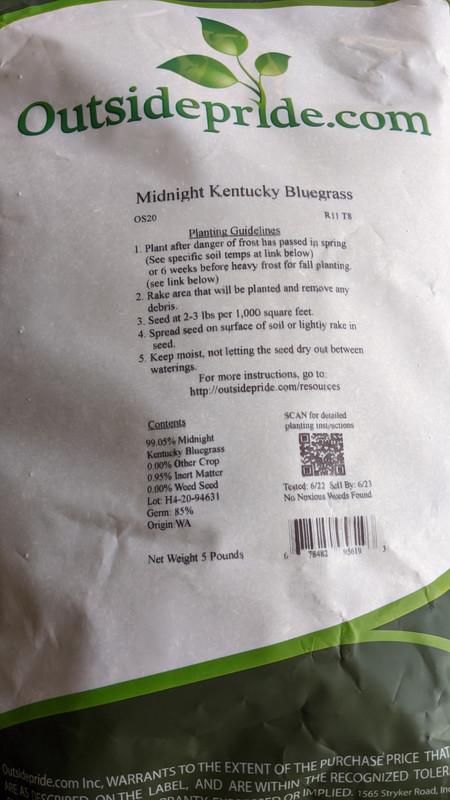 Outsidepride.com
Midnight Kentucky Bluegrass
OS20 R11 T8
Planting Guidelines
1. Plant after danger of frost has passed in spring
(See specific soil temps at link below)
or 6 weeks before heavy frost for fall planting.
(see link below)
2. Rake area that will be planted and remove any
debris.
3. Seed at 2-3 lbs per 1,000 square feet.
4. Spread seed on surface of soil or lightly rake in
seed.
5. Keep moist, not letting the seed dry out between
waterings.
For more instructions, go to:
http://outsidepride.com/resources
Contents
99.05% Midnight
Kentucky Bluegrass
0.00% Other Crop
0.95% Inert Matter
0.00% Weed Seed
Lot: H4-20-94631
Germ: 85%
Origin:WA
Net Weight 5 Pounds
SCAN for detailed
planting instructions
Tested: 6/22 Sell By: 6/23
No Noxious Weeds Found
6 78482 95619 3
Outsidepride.com Inc, WARRANTS TO THE EXTENT OF THE PURCHASE PRICE THAT
ARE AS DESCRIBED ON THE LABEL, AND ARE WITHIN THE RECOGNIZED TOLER
OR IMPLIED. 1565 Stryker Road, Inc